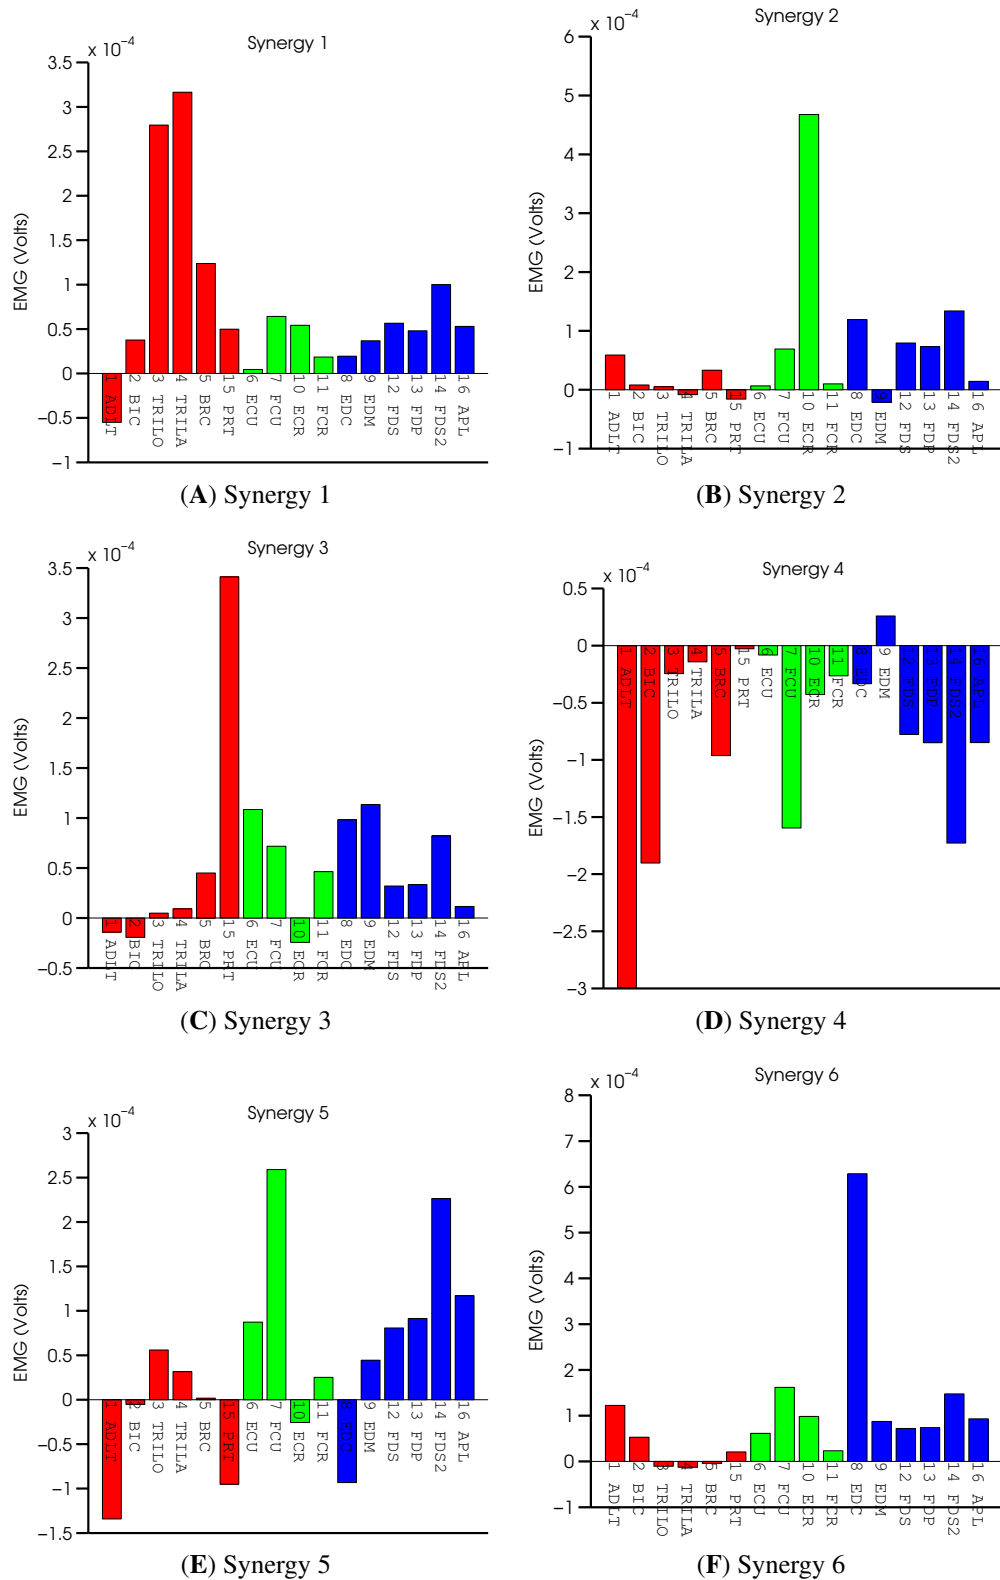 x 10⁻⁴
Synergy 1
3.5
3
2.5
2
1.5
1
0.5
0
−0.5
−1
EMG (Volts)
1 ADLT
2 BIC
3 TRILO
4 TRILA
5 BRC
15 PRT
6 ECU
7 FCU
10 ECR
11 FCR
8 EDC
9 EDM
12 FDS
13 FDP
14 FDS2
16 APL
(A) Synergy 1
x 10⁻⁴
Synergy 2
6
5
4
3
2
1
0
−1
EMG (Volts)
1 ADLT
2 BIC
3 TRILO
4 TRILA
5 BRC
15 PRT
6 ECU
7 FCU
10 ECR
11 FCR
8 EDC
9 EDM
12 FDS
13 FDP
14 FDS2
16 APL
(B) Synergy 2
x 10⁻⁴
Synergy 3
3.5
3
2.5
2
1.5
1
0.5
0
−0.5
EMG (Volts)
1 ADLT
2 BIC
3 TRILO
4 TRILA
5 BRC
15 PRT
6 ECU
7 FCU
10 ECR
11 FCR
8 EDC
9 EDM
12 FDS
13 FDP
14 FDS2
16 APL
(C) Synergy 3
x 10⁻⁴
Synergy 4
0.5
0
−0.5
−1
−1.5
−2
−2.5
−3
EMG (Volts)
1 ADLT
2 BIC
3 TRILO
4 TRILA
5 BRC
15 PRT
6 ECU
7 FCU
10 ECR
11 FCR
8 EDC
9 EDM
12 FDS
13 FDP
14 FDS2
16 APL
(D) Synergy 4
x 10⁻⁴
Synergy 5
3
2.5
2
1.5
1
0.5
0
−0.5
−1
−1.5
EMG (Volts)
1 ADLT
2 BIC
3 TRILO
4 TRILA
5 BRC
15 PRT
6 ECU
7 FCU
10 ECR
11 FCR
8 EDC
9 EDM
12 FDS
13 FDP
14 FDS2
16 APL
(E) Synergy 5
x 10⁻⁴
Synergy 6
8
7
6
5
4
3
2
1
0
−1
EMG (Volts)
1 ADLT
2 BIC
3 TRILO
4 TRILA
5 BRC
15 PRT
6 ECU
7 FCU
10 ECR
11 FCR
8 EDC
9 EDM
12 FDS
13 FDP
14 FDS2
16 APL
(F) Synergy 6